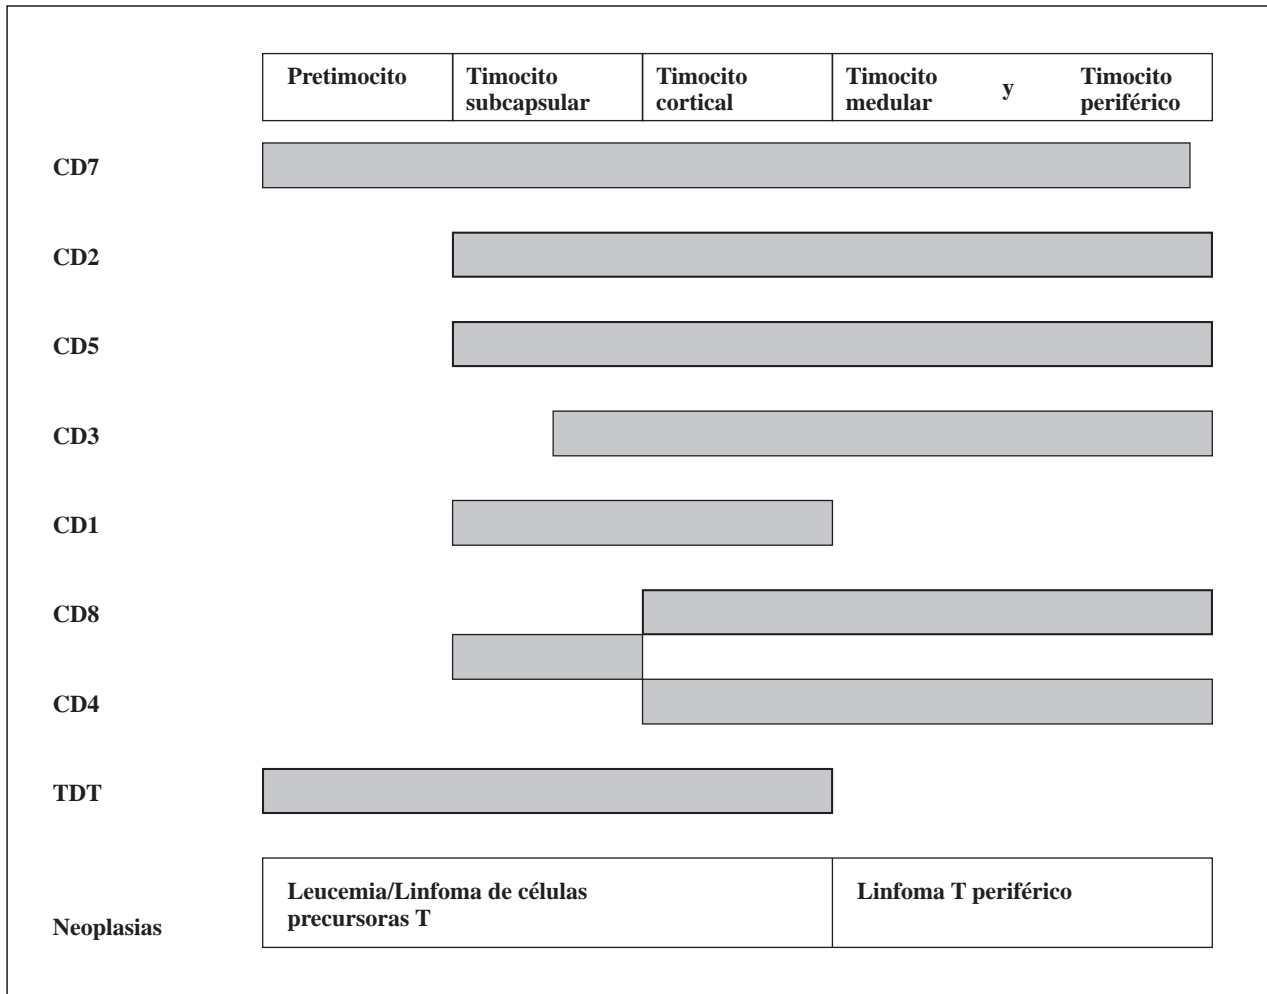 Pretimocito
Timocito
subcapsular
Timocito
cortical
Timocito
medular
y
Timocito
periférico
CD7
CD2
CD5
CD3
CD1
CD8
CD4
TDT
Neoplasias
Leucemia/Linfoma de células
precursoras T
Linfoma T periférico